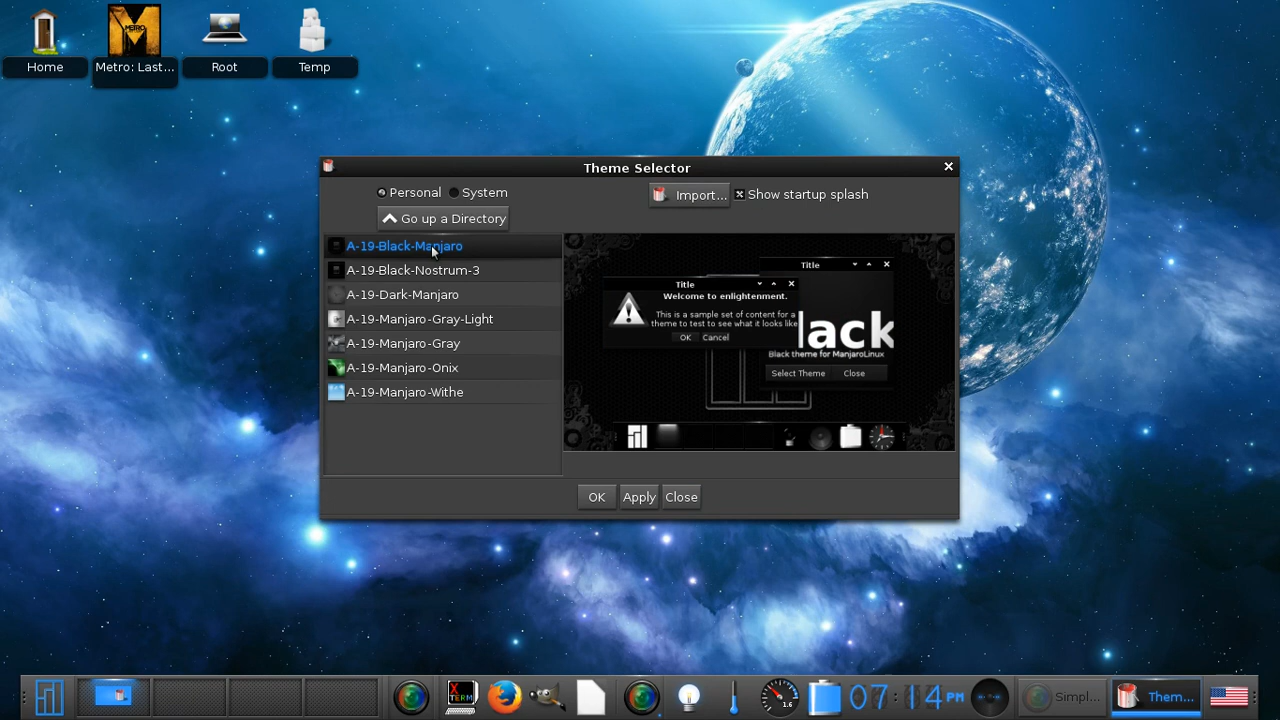 METRO
Home
Metro: Last...
Root
Temp
Theme Selector
Personal
System
Import...
Show startup splash
Go up a Directory
A-19-Black-Manjaro
A-19-Black-Nostrum-3
A-19-Dark-Manjaro
A-19-Manjaro-Gray-Light
A-19-Manjaro-Gray
A-19-Manjaro-Onix
A-19-Manjaro-Withe
Title
Title
Welcome to enlightenment.
This is a sample set of content for a
theme to test to see what it looks like
OK
Cancel
lack
Black theme for ManjaroLinux
Select Theme
Close
OK
Apply
Close
X
TERM
1.6
07:14 PM
Simpl...
Them...